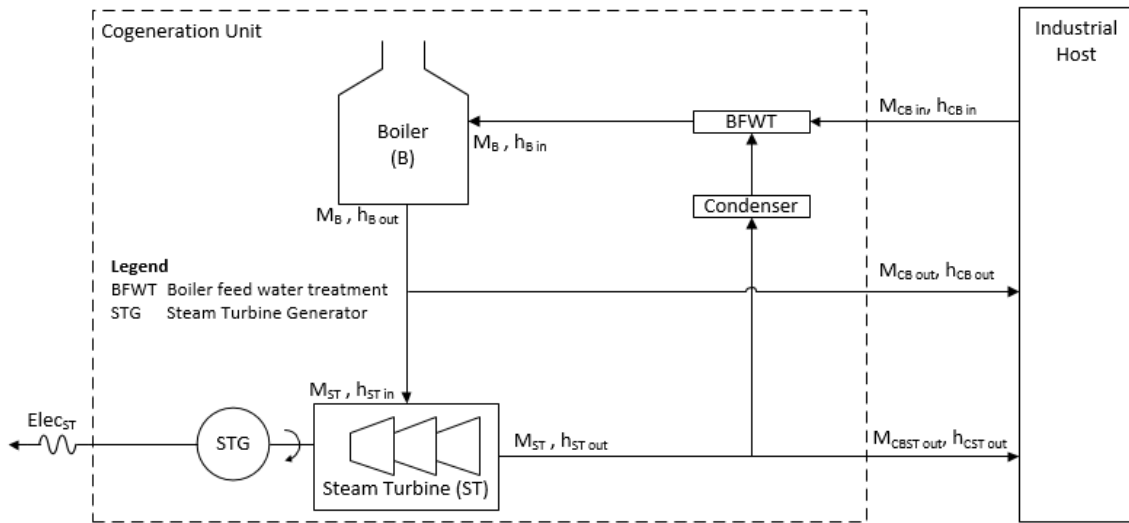 Cogeneration Unit
Industrial
Host
Boiler
(B)
BFWT
M_CB in, h_CB in
M_B , h_B in
Condenser
M_B , h_B out
Legend
BFWT Boiler feed water treatment
STG Steam Turbine Generator
M_CB out, h_CB out
M_ST , h_ST in
Elec_ST
STG
Steam Turbine (ST)
M_ST , h_ST out
M_CBST out, h_CST out